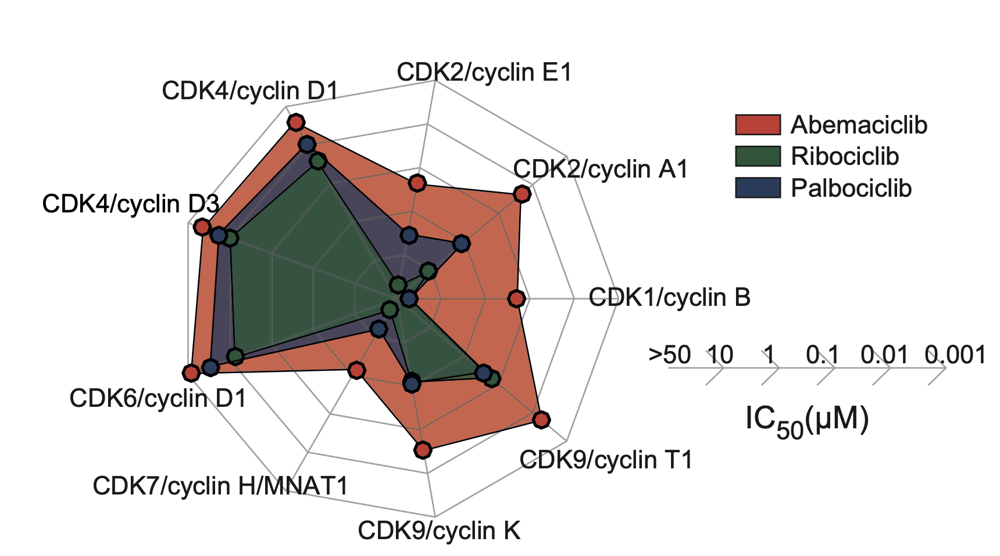 CDK2/cyclin E1
CDK4/cyclin D1
CDK2/cyclin A1
CDK4/cyclin D3
CDK1/cyclin B
CDK6/cyclin D1
CDK9/cyclin T1
CDK7/cyclin H/MNAT1
CDK9/cyclin K
Abemaciclib
Ribociclib
Palbociclib
>50 10 1 0.1 0.01 0.001
IC50(µM)